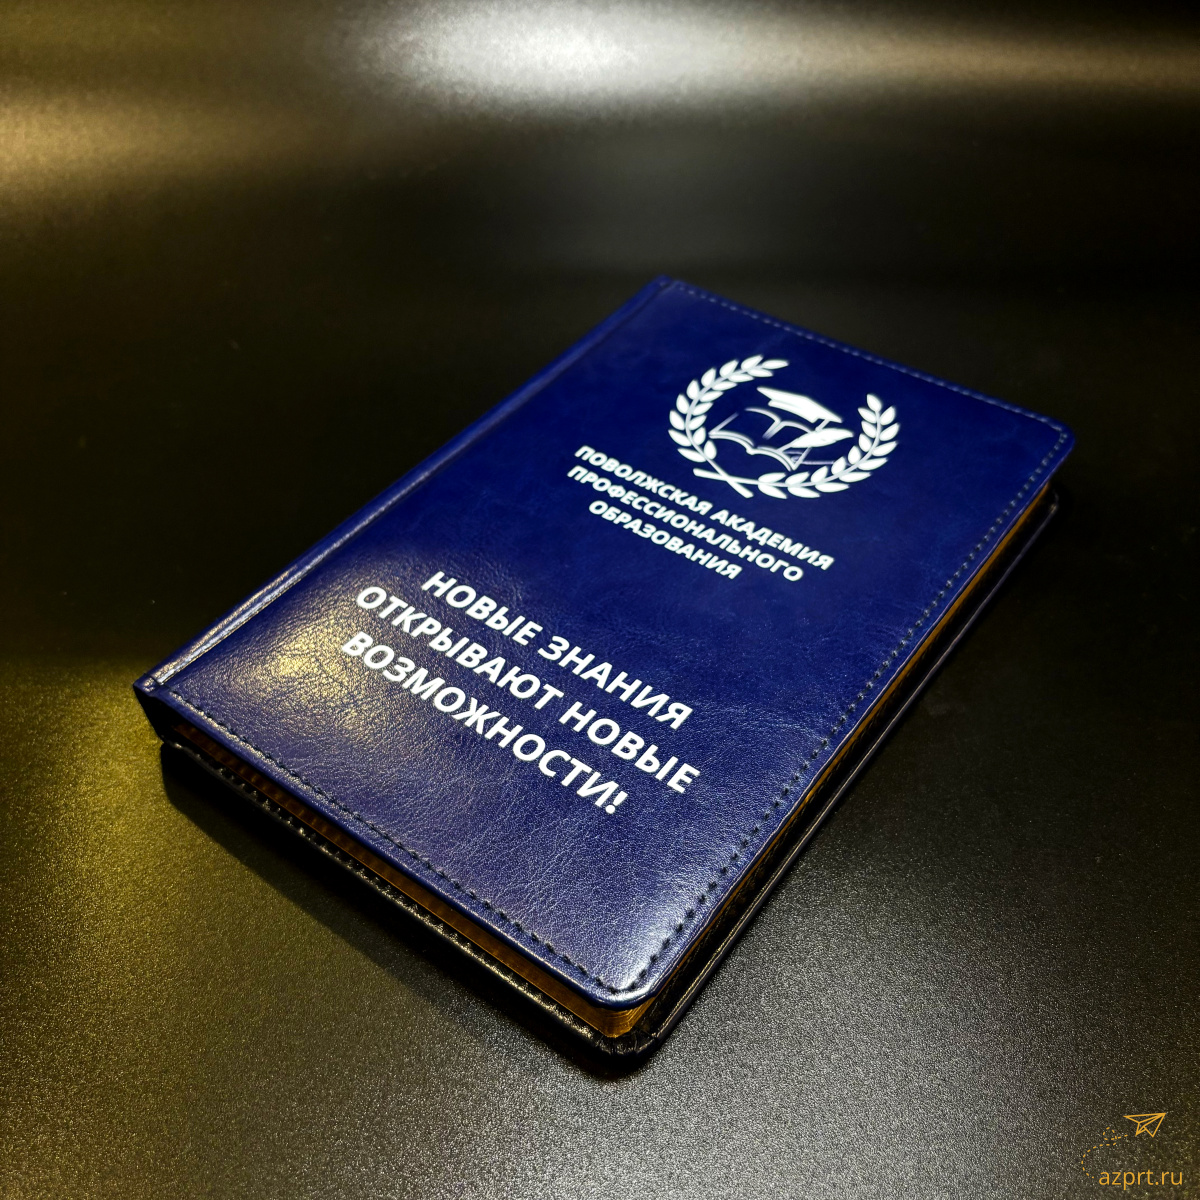 ПОВОЛЖСКАЯ АКАДЕМИЯ
ПРОФЕССИОНАЛЬНОГО
ОБРАЗОВАНИЯ
НОВЫЕ ЗНАНИЯ
ОТКРЫВАЮТ НОВЫЕ
ВОЗМОЖНОСТИ!
azprt.ru